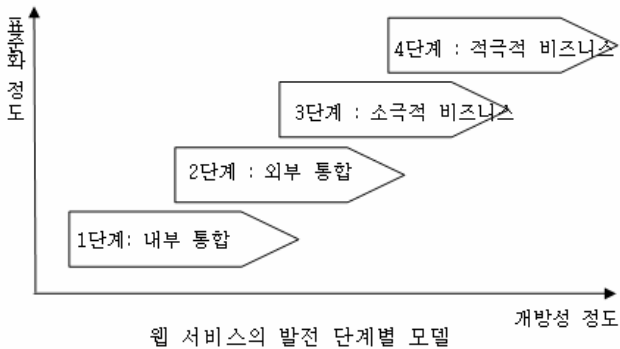 표준화 정도
4단계 : 적극적 비즈니스
3단계 : 소극적 비즈니스
2단계 : 외부 통합
1단계: 내부 통합
개방성 정도
웹 서비스의 발전 단계별 모델